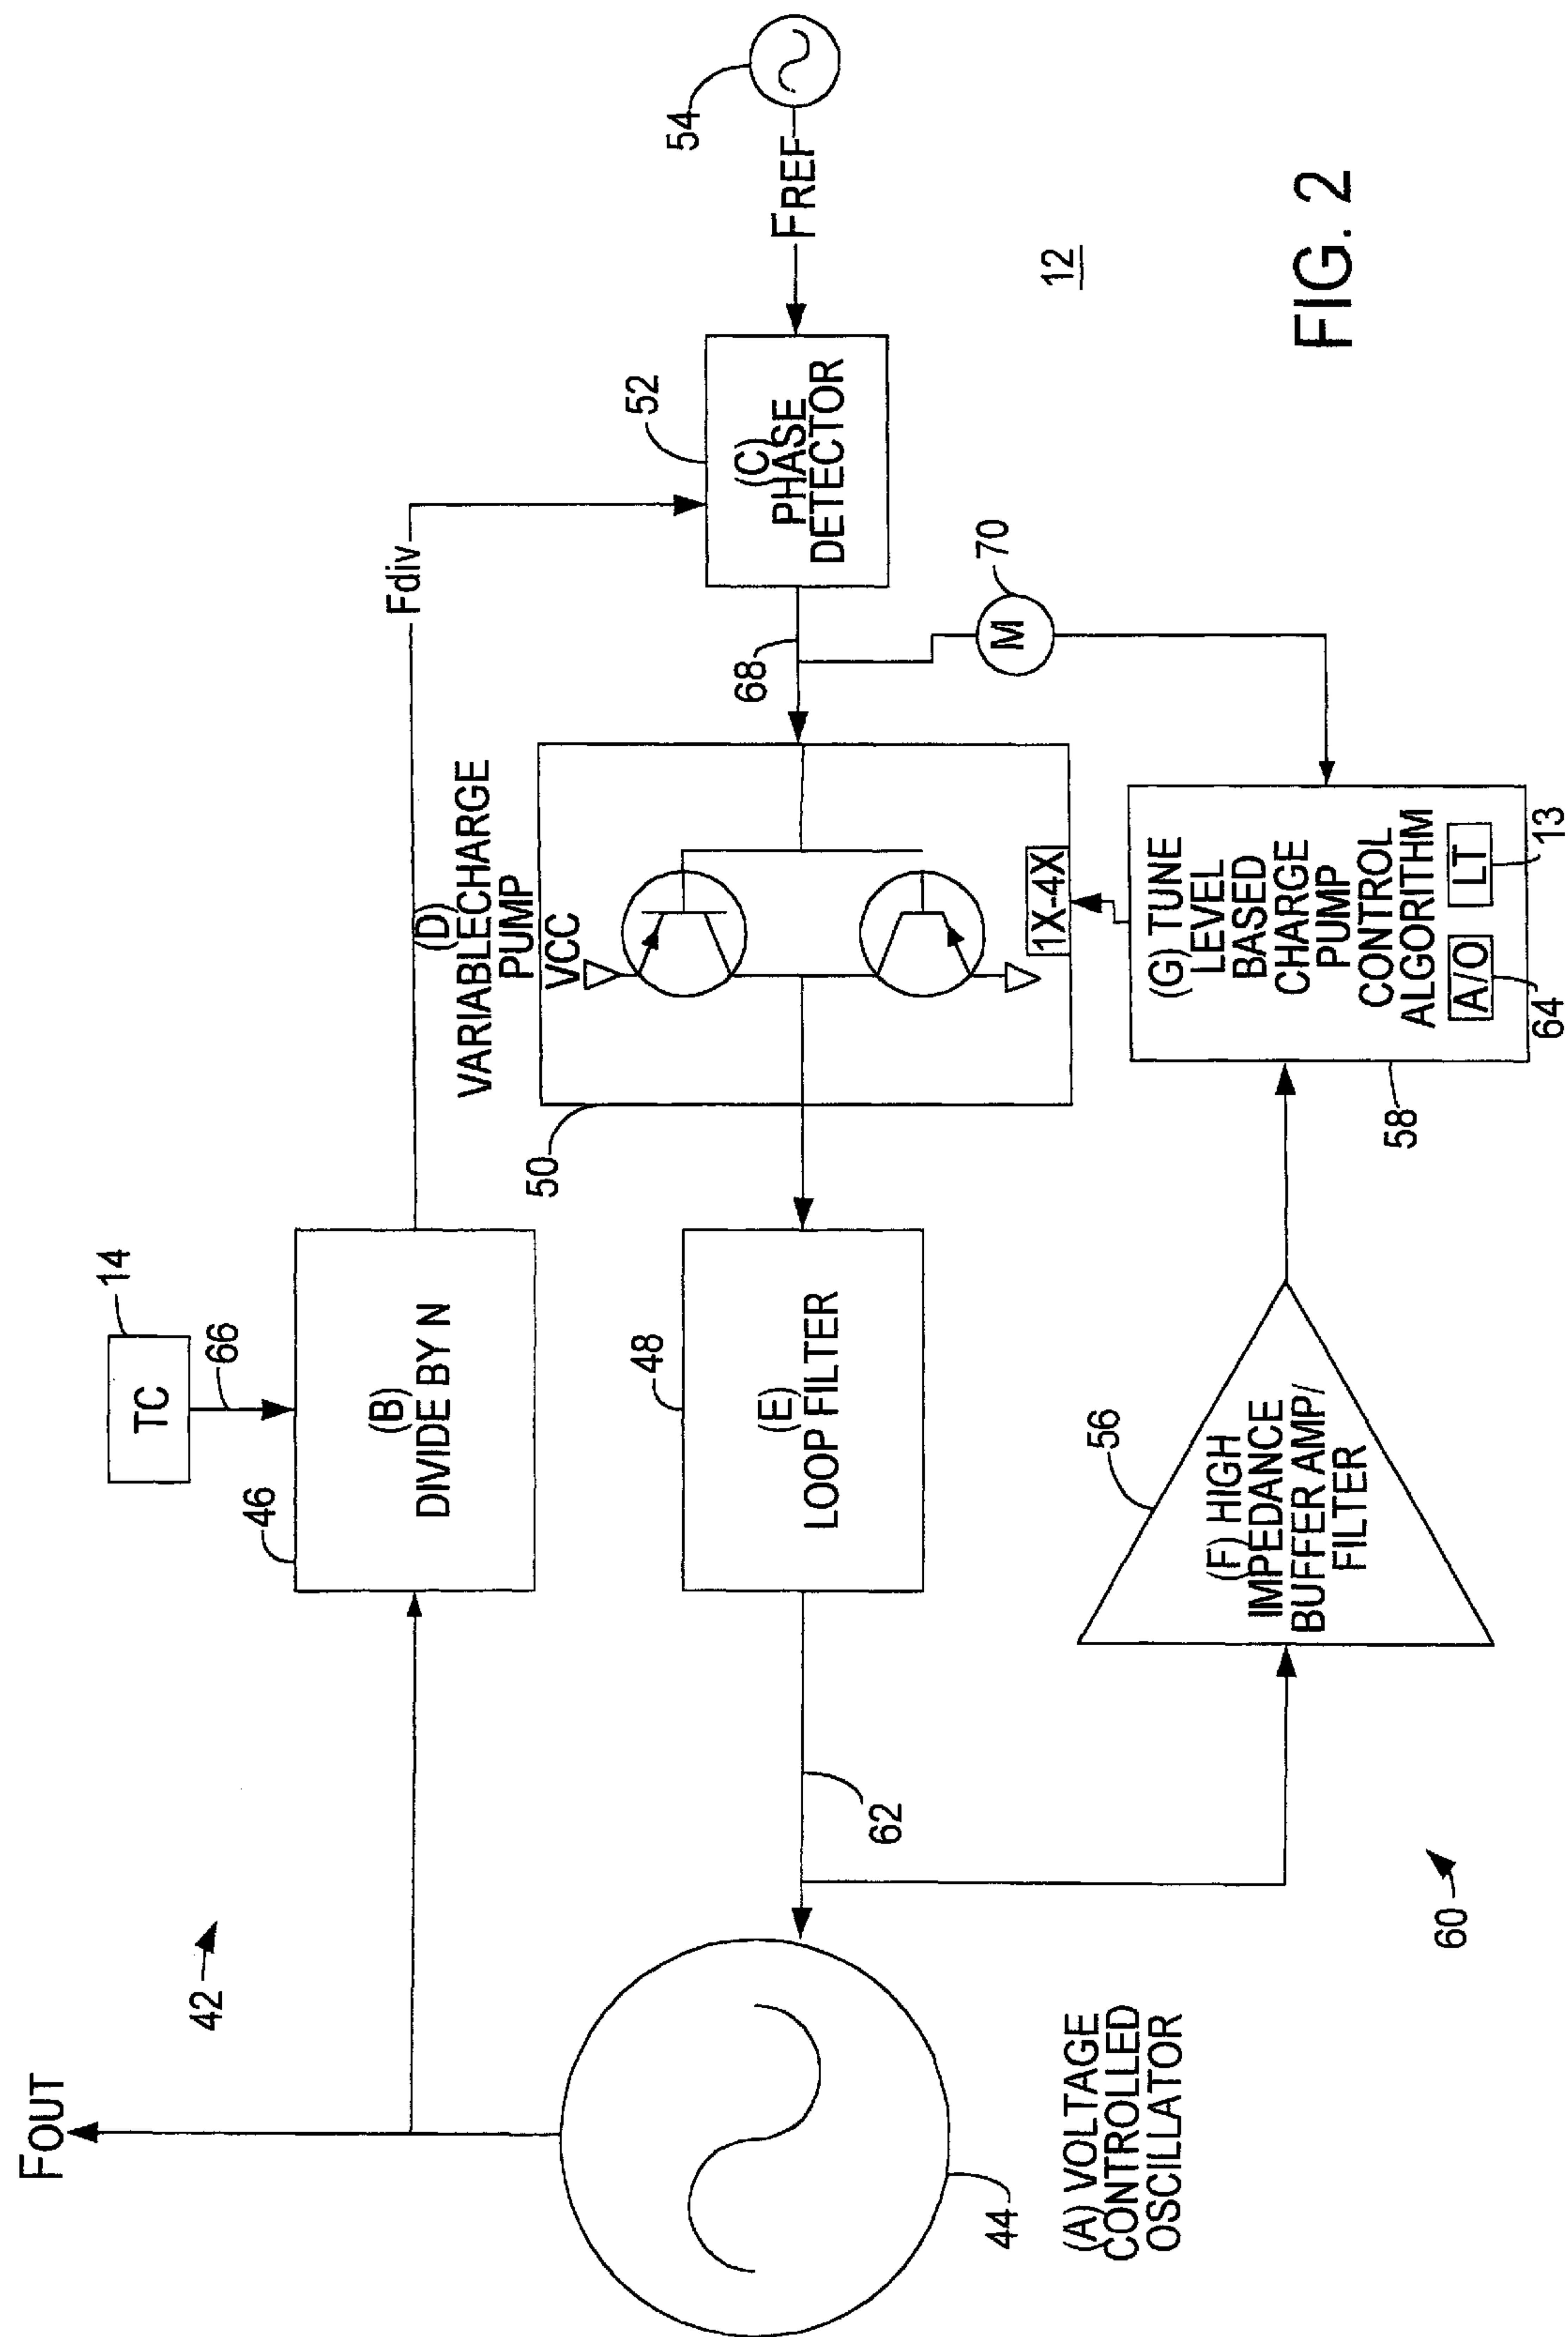 FOUT
42
14
TC
66
46
(B)
DIVIDE BY N
Fdiv
(D)
VARIABLECHARGE
PUMP
VCC
50
1X-4X
48
(E)
LOOP FILTER
62
44
(A) VOLTAGE
CONTROLLED
OSCILLATOR
52
(C)
PHASE
DETECTOR
68
FREF
54
70
M
56
(F) HIGH
IMPEDANCE
BUFFER AMP/
FILTER
58
(G) TUNE
LEVEL
BASED
CHARGE
PUMP
CONTROL
ALGORITHM
A/O
LT
64
13
60
12
FIG. 2